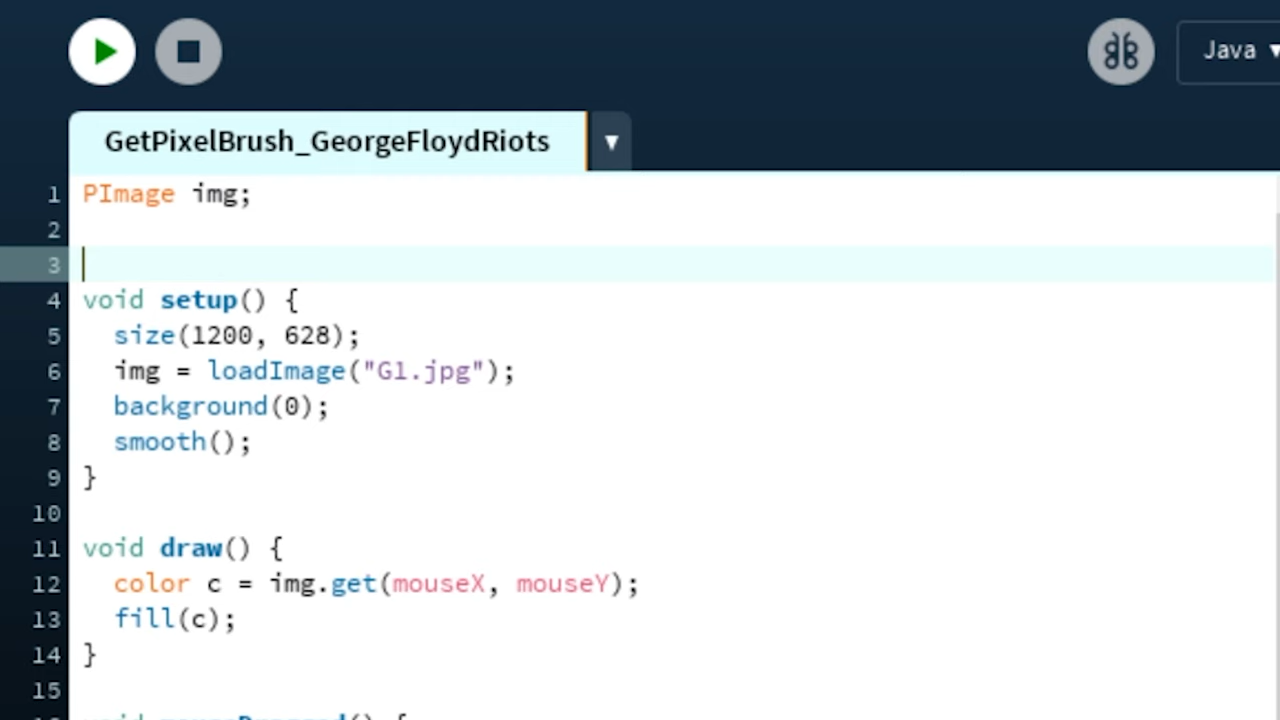 Java
GetPixelBrush_GeorgeFloydRiots
1 PImage img;
2
3
4 void setup() {
5 size(1200, 628);
6 img = loadImage("G1.jpg");
7 background(0);
8 smooth();
9 }
10
11 void draw() {
12 color c = img.get(mouseX, mouseY);
13 fill(c);
14 }
15